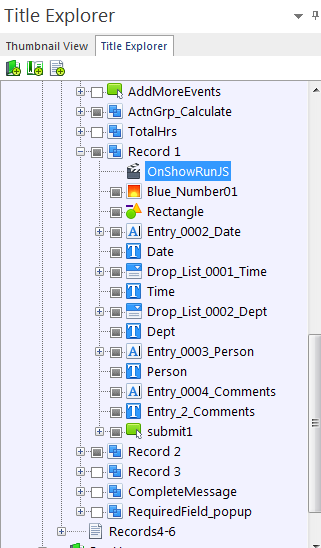 Title Explorer
Thumbnail View Title Explorer
AddMoreEvents
ActnGrp_Calculate
TotalHrs
Record 1
OnShowRunJS
Blue_Number01
Rectangle
Entry_0002_Date
Date
Drop_List_0001_Time
Time
Drop_List_0002_Dept
Dept
Entry_0003_Person
Person
Entry_0004_Comments
Entry_2_Comments
submit1
Record 2
Record 3
CompleteMessage
RequiredField_popup
Records4-6